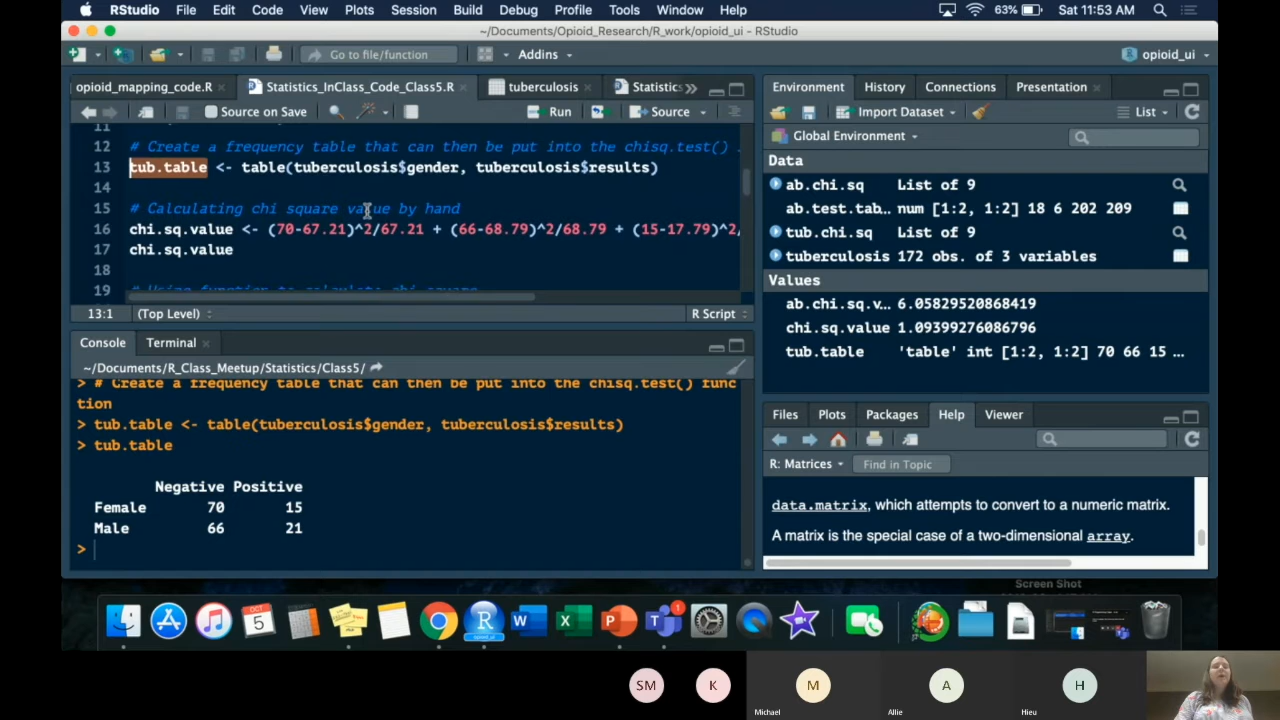 RStudio File Edit Code View Plots Session Build Debug Profile Tools Window Help 63% Sat 11:53 AM
~/Documents/Opioid_Research/R_work/opioid_ui - RStudio
Go to file/function Addins opioid_ui
opioid_mapping_code.R Statistics_InClass_Code_Class5.R tuberculosis Statistics
Source on Save Run Source
11
12 # Create a frequency table that can then be put into the chisq.test()
13 tub.table <- table(tuberculosis$gender, tuberculosis$results)
14
15 # Calculating chi square value by hand
16 chi.sq.value <- (70-67.21)^2/67.21 + (66-68.79)^2/68.79 + (15-17.79)^2/
17 chi.sq.value
18
19 # Using function to calculate chi square
13:1 (Top Level) R Script
Console Terminal
~/Documents/R_Class_Meetup/Statistics/Class5/
> # Create a frequency table that can then be put into the chisq.test() func
tion
> tub.table <- table(tuberculosis$gender, tuberculosis$results)
> tub.table
Negative Positive
Female 70 15
Male 66 21
>
Environment History Connections Presentation
Import Dataset List
Global Environment
Data
ab.chi.sq List of 9
ab.test.tab… num [1:2, 1:2] 18 6 202 209
tub.chi.sq List of 9
tuberculosis 172 obs. of 3 variables
Values
ab.chi.sq.v… 6.05829520868419
chi.sq.value 1.09399276086796
tub.table 'table' int [1:2, 1:2] 70 66 15 …
Files Plots Packages Help Viewer
R: Matrices Find in Topic
data.matrix, which attempts to convert to a numeric matrix.
A matrix is the special case of a two-dimensional array.
Screen Shot
OCT
5
R
opioid_ui
W
X
P
T
1
SM
K
M
A
H
Michael
Allie
Hieu